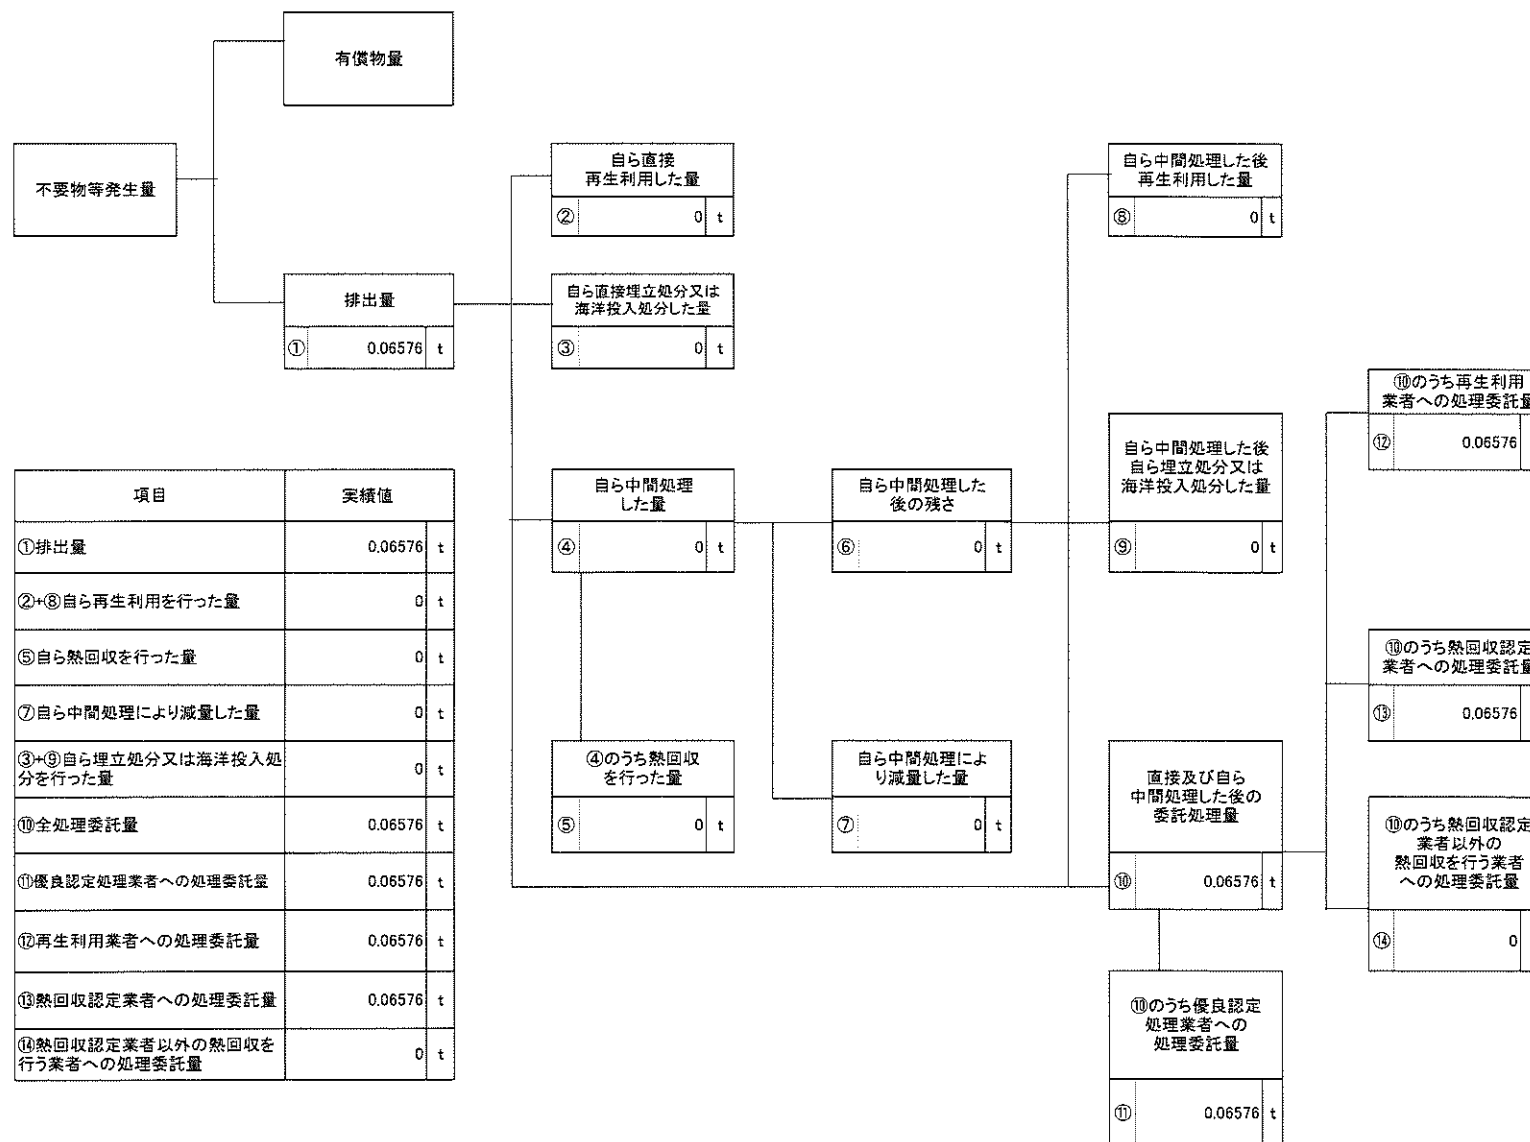 有償物量
不要物等発生量
排出量
① 0.06576 t
自ら直接
再生利用した量
② 0 t
自ら直接埋立処分又は
海洋投入処分した量
③ 0 t
自ら中間処理
した量
④ 0 t
④のうち熱回収
を行った量
⑤ 0 t
自ら中間処理した
後の残さ
⑥ 0 t
自ら中間処理によ
り減量した量
⑦ 0 t
自ら中間処理した後
再生利用した量
⑧ 0 t
自ら中間処理した後
自ら埋立処分又は
海洋投入処分した量
⑨ 0 t
直接及び自ら
中間処理した後の
委託処理量
⑩ 0.06576 t
⑩のうち優良認定
処理業者への
処理委託量
⑪ 0.06576 t
⑩のうち再生利用
業者への処理委託量
⑫ 0.06576
⑩のうち熱回収認定
業者への処理委託量
⑬ 0.06576
⑩のうち熱回収認定
業者以外の
熱回収を行う業者
への処理委託量
⑭ 0
項目 実績値
①排出量 0.06576 t
②+⑧自ら再生利用を行った量 0 t
⑤自ら熱回収を行った量 0 t
⑦自ら中間処理により減量した量 0 t
③+⑨自ら埋立処分又は海洋投入処
分を行った量 0 t
⑩全処理委託量 0.06576 t
⑪優良認定処理業者への処理委託量 0.06576 t
⑫再生利用業者への処理委託量 0.06576 t
⑬熱回収認定業者への処理委託量 0.06576 t
⑭熱回収認定業者以外の熱回収を
行う業者への処理委託量 0 t